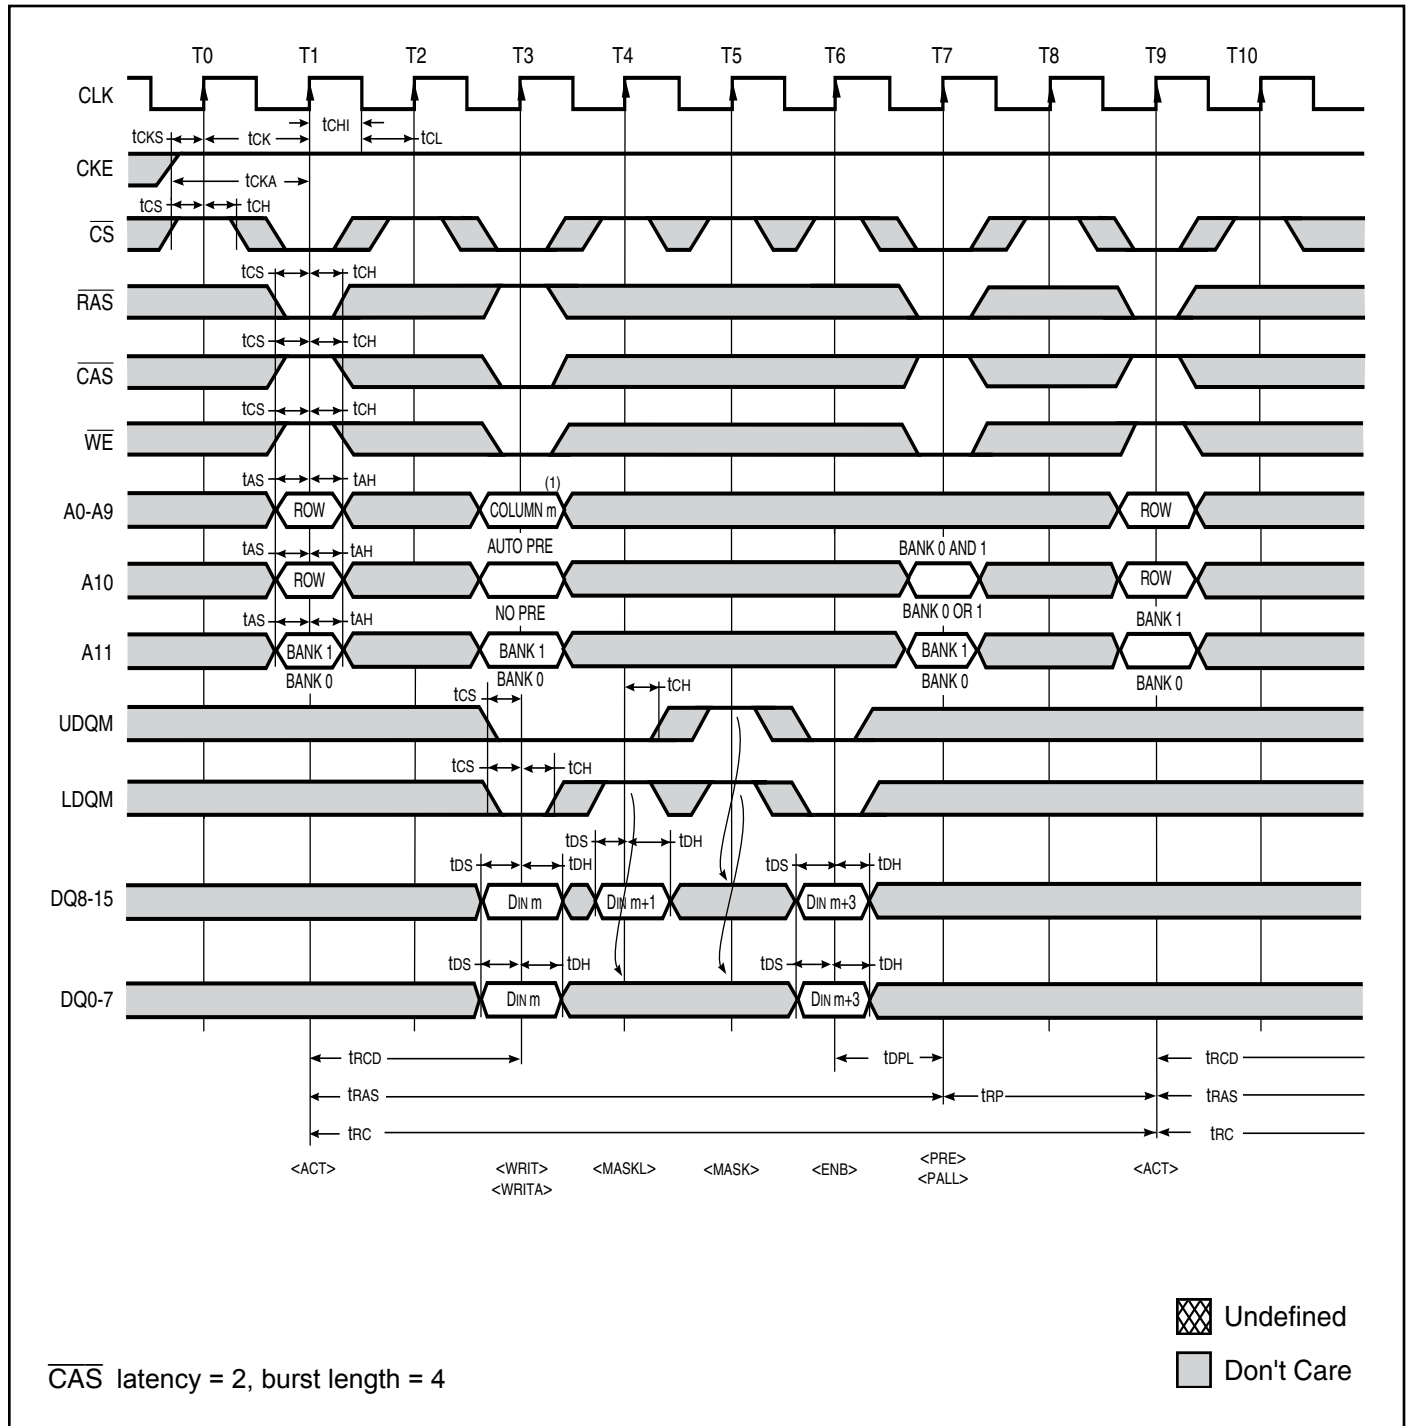 T0 T1 T2 T3 T4 T5 T6 T7 T8 T9 T10
CLK
tCHI
tCKS tCK tCL
CKE
tCKA
tCS tCH
CS
tCS tCH
RAS
tCS tCH
CAS
tCS tCH
WE
tAS tAH (1)
A0-A9 ROW COLUMN m ROW
tAS tAH AUTO PRE BANK 0 AND 1
A10 ROW ROW
NO PRE BANK 0 OR 1 BANK 1
tAS tAH
A11 BANK 1 BANK 1 BANK 1
BANK 0 BANK 0 BANK 0 BANK 0
tCS tCH
UDQM
tCS tCH
LDQM
tDS tDH
tDS tDH tDS tDH
DQ8-15 DIN m DIN m+1 DIN m+3
tDS tDH tDS tDH
DQ0-7 DIN m DIN m+3
tRCD tDPL tRCD
tRAS tRP tRAS
tRC tRC
<ACT> <WRIT> <MASKL> <MASK> <ENB> <PRE> <ACT>
<WRITA> <PALL>
Undefined
Don't Care
CAS latency = 2, burst length = 4